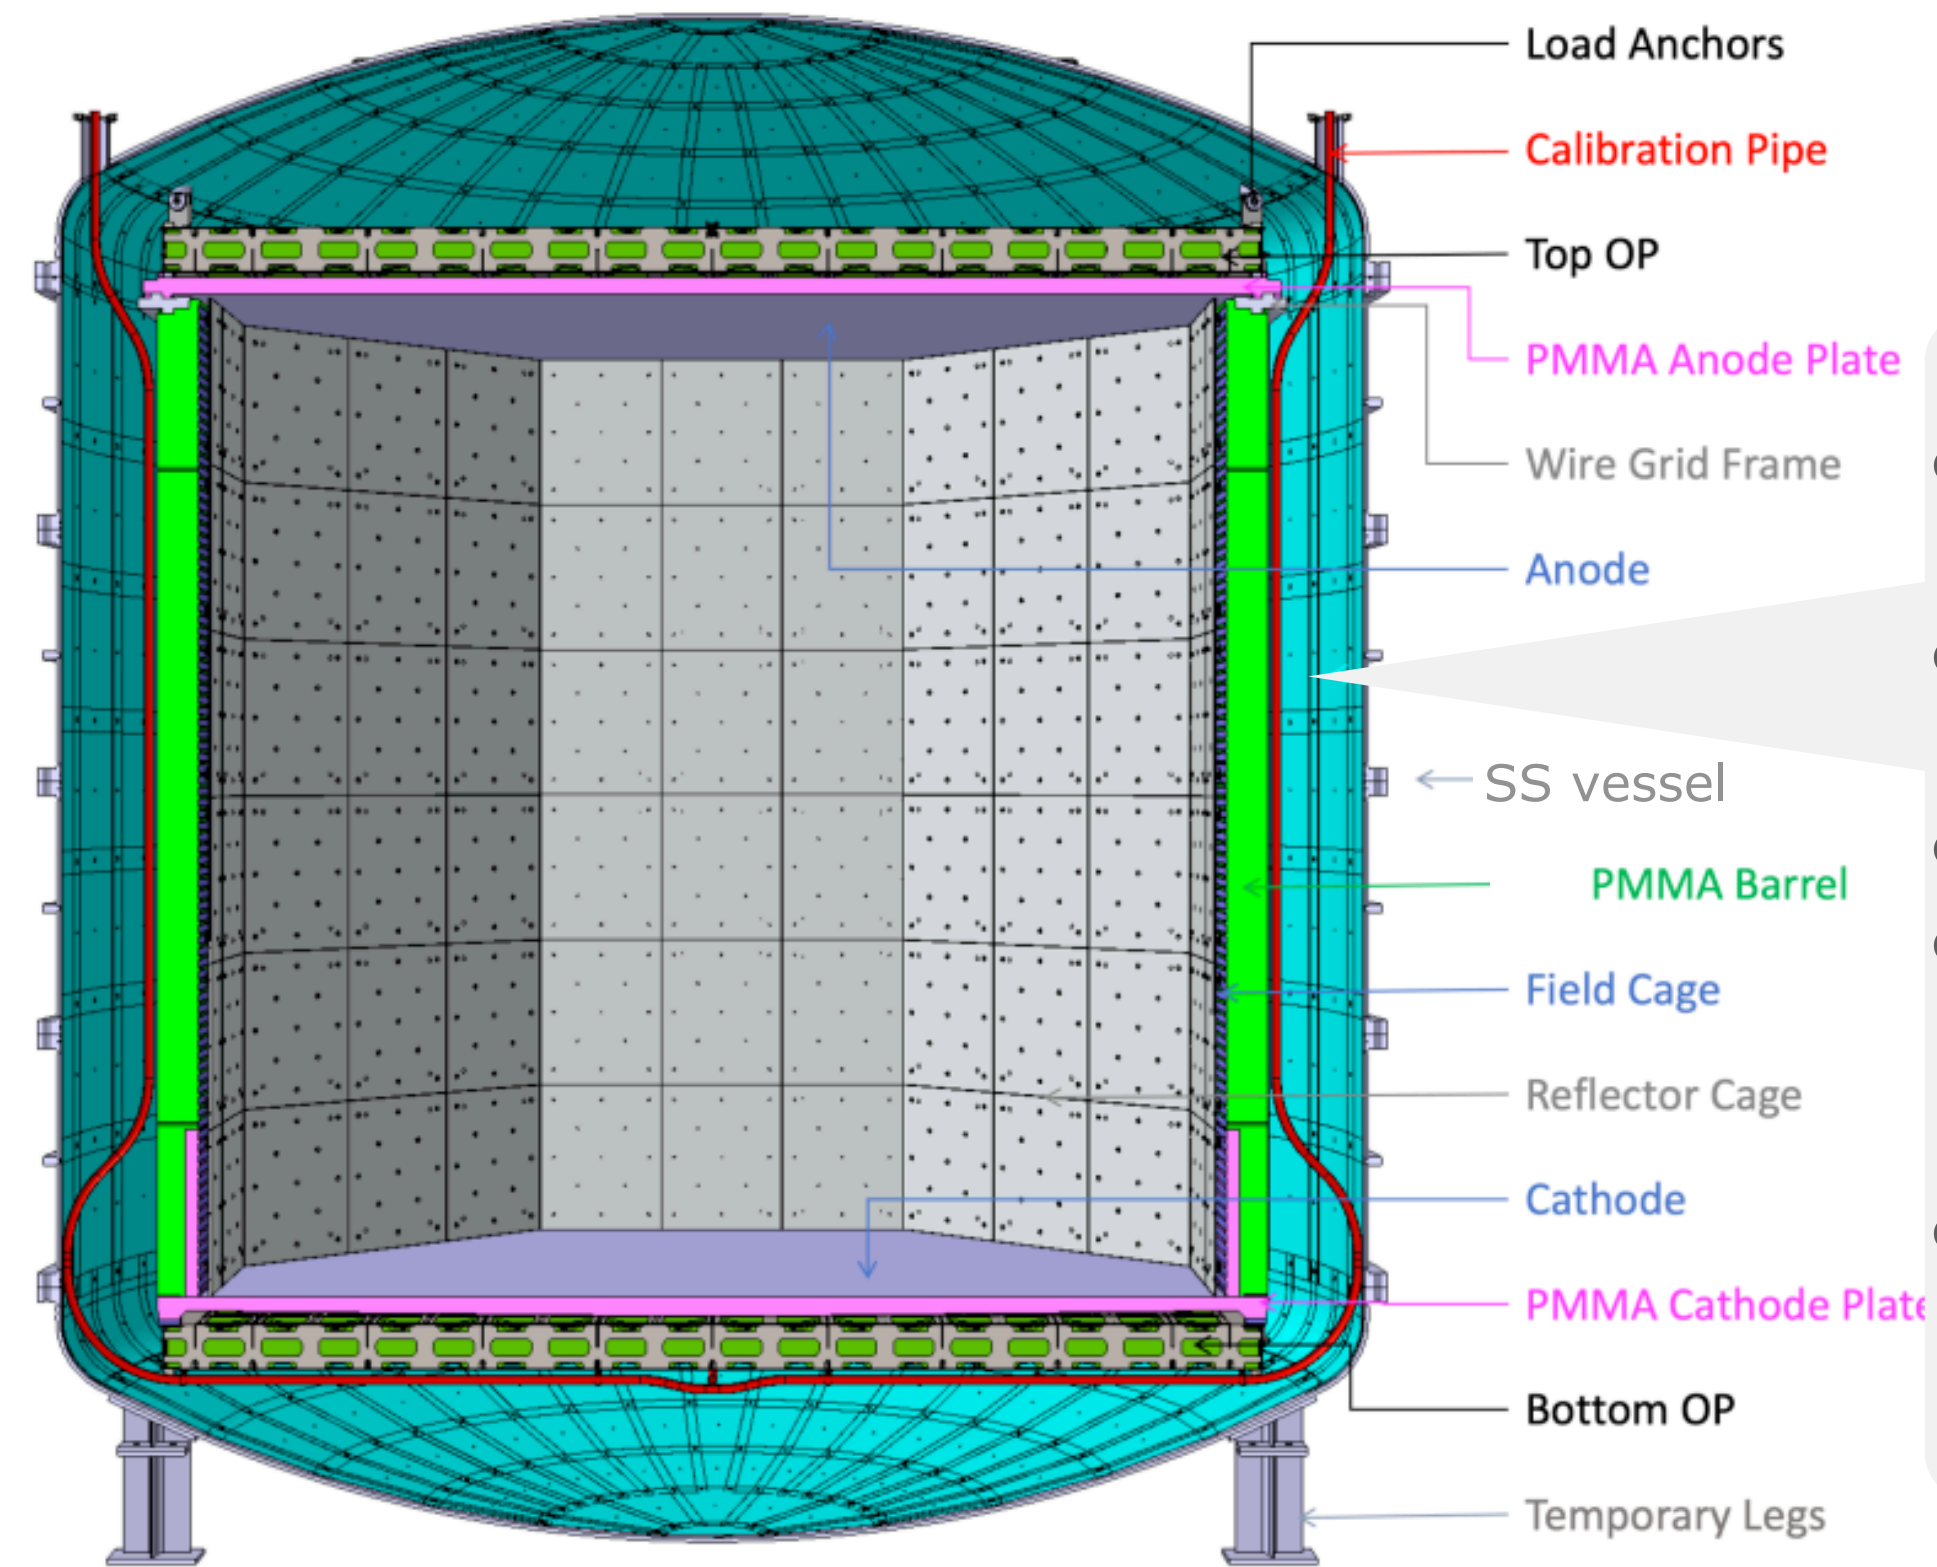 Load Anchors
Calibration Pipe
Top OP
PMMA Anode Plate
Wire Grid Frame
Anode
SS vessel
PMMA Barrel
Field Cage
Reflector Cage
Cathode
PMMA Cathode Plate
Bottom OP
Temporary Legs